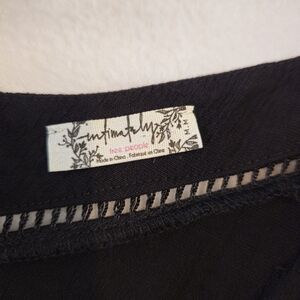 intimately
free people
Made in China . Fabriqué en Chine
M.M